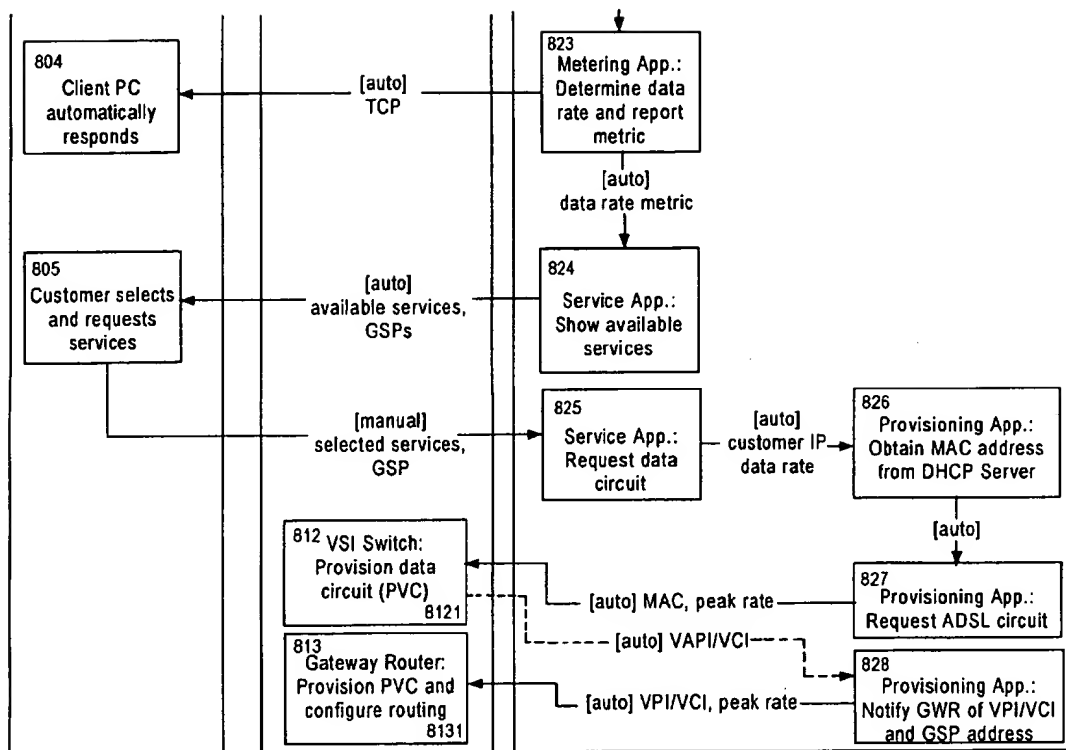 804
Client PC
automatically
responds
[auto]
TCP
823
Metering App.:
Determine data
rate and report
metric
[auto]
data rate metric
805
Customer selects
and requests
services
[auto]
available services,
GSPs
824
Service App.:
Show available
services
[manual]
selected services,
GSP
825
Service App.:
Request data
circuit
[auto]
customer IP
data rate
826
Provisioning App.:
Obtain MAC address
from DHCP Server
[auto]
812 VSI Switch:
Provision data
circuit (PVC)
8121
[auto] MAC, peak rate
827
Provisioning App.:
Request ADSL circuit
[auto] VAPI/VCI
813
Gateway Router:
Provision PVC and
configure routing
8131
[auto] VPI/VCI, peak rate
828
Provisioning App.:
Notify GWR of VPI/VCI
and GSP address